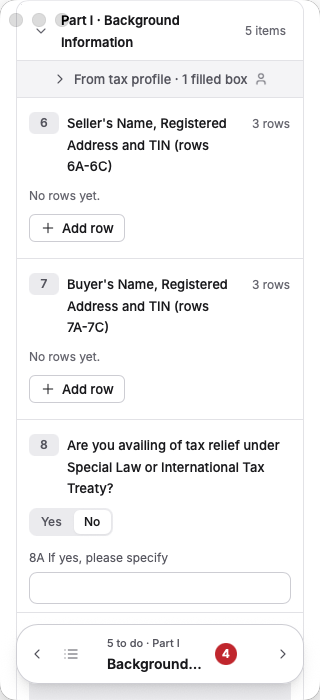 Part I · Background
Information
5 items
From tax profile · 1 filled box
6
Seller's Name, Registered
Address and TIN (rows
6A-6C)
3 rows
No rows yet.
Add row
7
Buyer's Name, Registered
Address and TIN (rows
7A-7C)
3 rows
No rows yet.
Add row
8
Are you availing of tax relief under
Special Law or International Tax
Treaty?
Yes No
8A If yes, please specify
5 to do · Part I
Background...
4